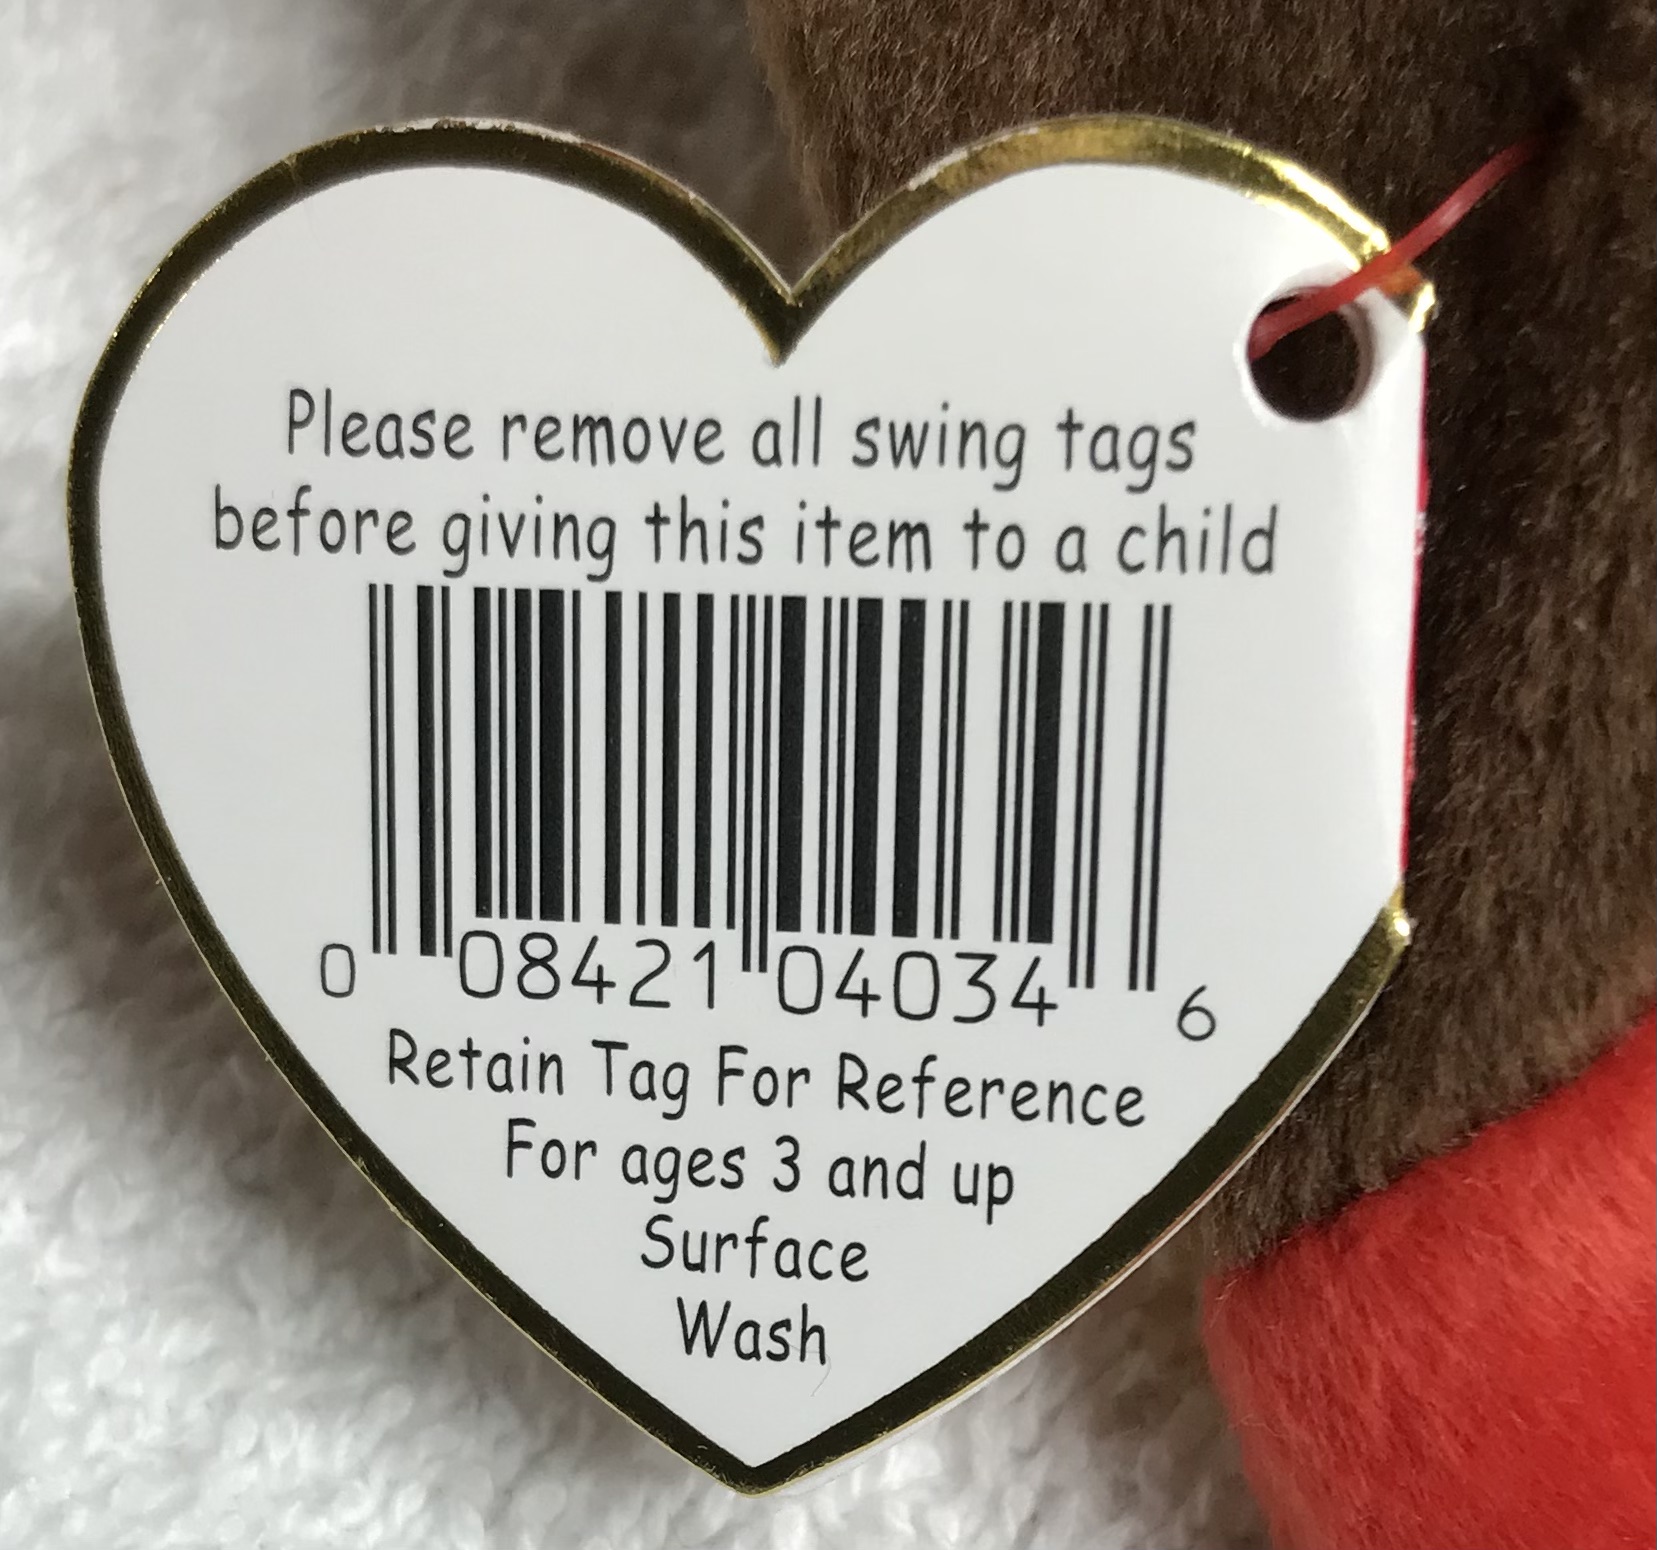 Please remove all swing tags
before giving this item to a child
0 08421 04034 6
Retain Tag For Reference
For ages 3 and up
Surface
Wash